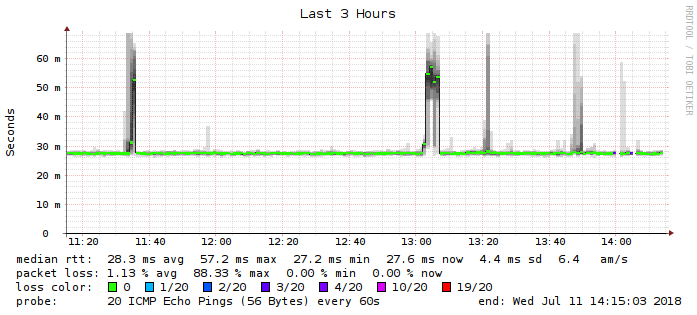 Last 3 Hours
RRDTOOL / TOBI OETIKER
Seconds
60 m
50 m
40 m
30 m
20 m
10 m
0
11:20 11:40 12:00 12:20 12:40 13:00 13:20 13:40 14:00
median rtt: 28.3 ms avg 57.2 ms max 27.2 ms min 27.6 ms now 4.4 ms sd 6.4 am/s
packet loss: 1.13 % avg 88.33 % max 0.00 % min 0.00 % now
loss color: 0 1/20 2/20 3/20 4/20 10/20 19/20
probe: 20 ICMP Echo Pings (56 Bytes) every 60s end: Wed Jul 11 14:15:03 2018